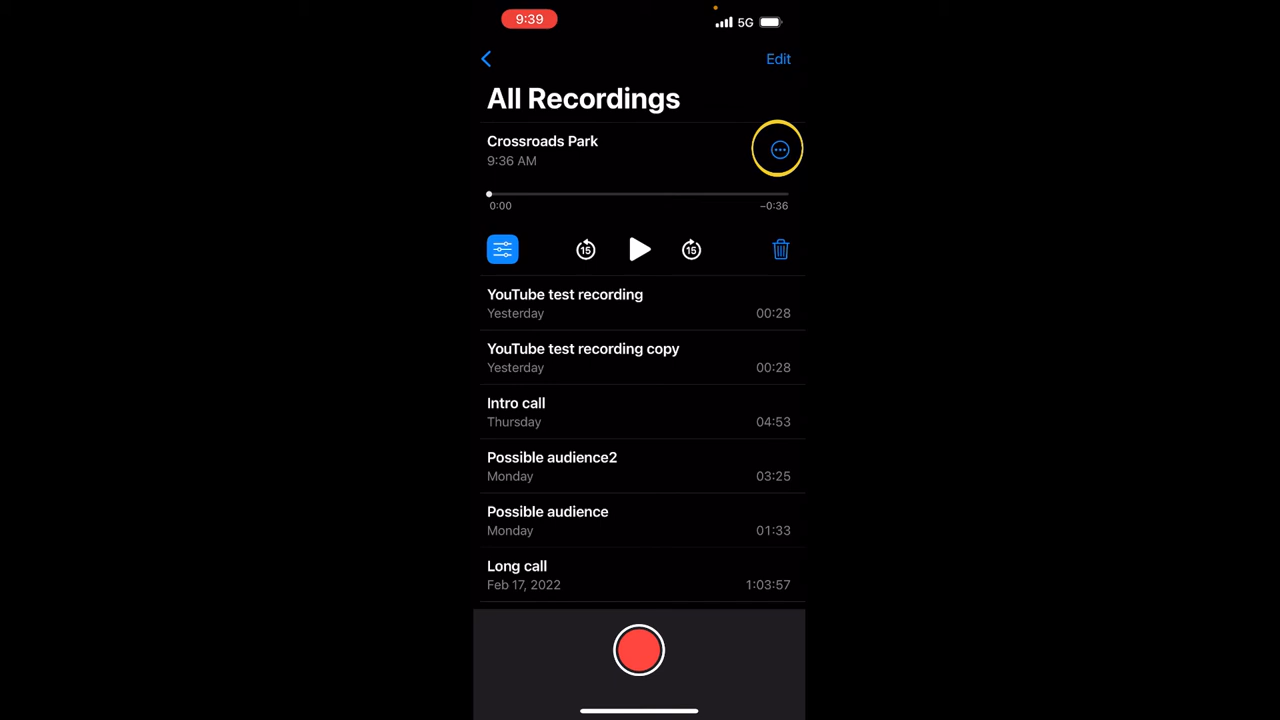 9:39
5G
Edit
All Recordings
Crossroads Park
9:36 AM
0:00
−0:36
15
15
YouTube test recording
Yesterday
00:28
YouTube test recording copy
Yesterday
00:28
Intro call
Thursday
04:53
Possible audience2
Monday
03:25
Possible audience
Monday
01:33
Long call
Feb 17, 2022
1:03:57